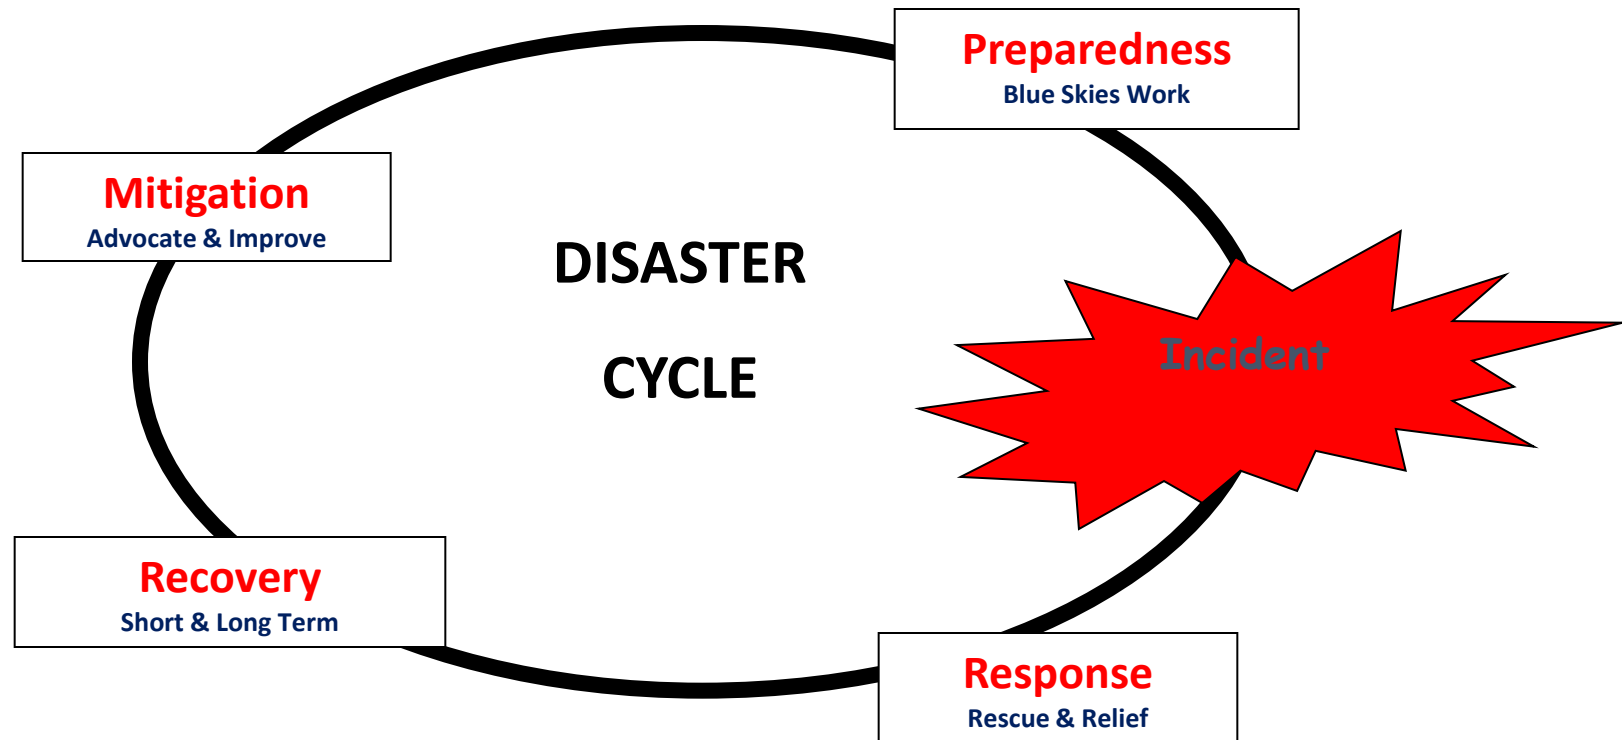 Preparedness
Blue Skies Work
Mitigation
Advocate & Improve
DISASTER
CYCLE
Incident
Recovery
Short & Long Term
Response
Rescue & Relief